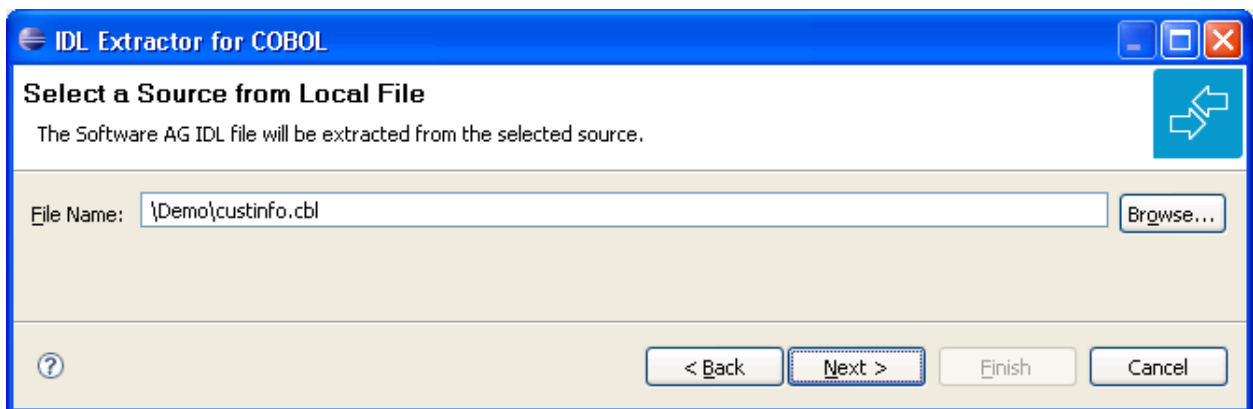 IDL Extractor for COBOL
Select a Source from Local File
The Software AG IDL file will be extracted from the selected source.
File Name: \Demo\custinfo.cbl Browse...
< Back Next > Finish Cancel